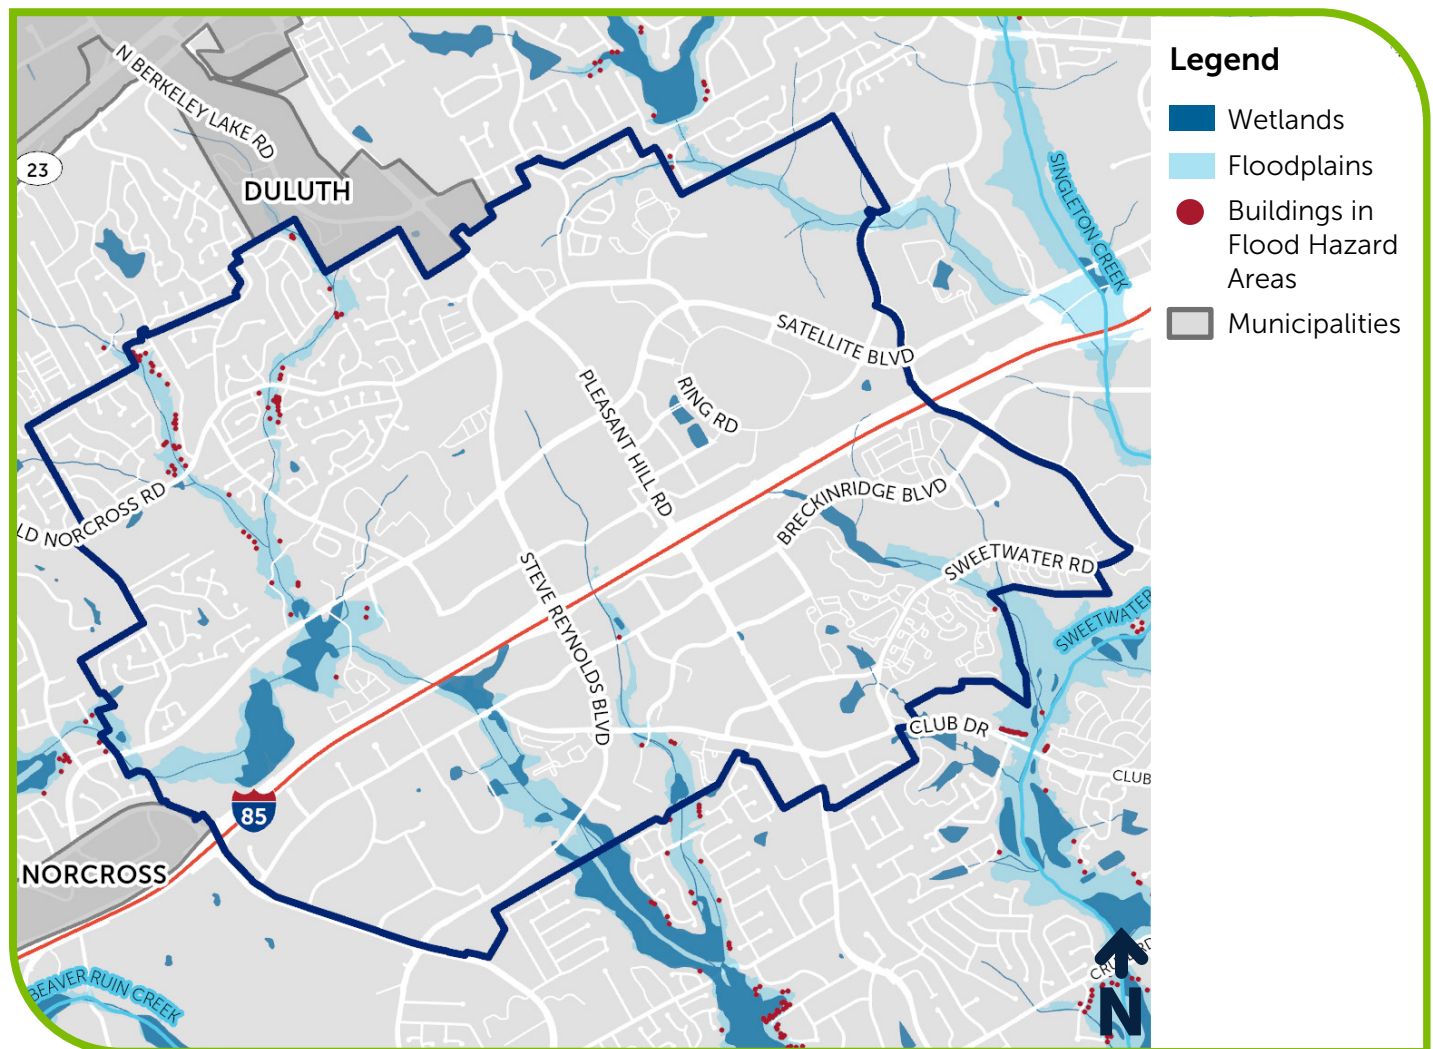 Legend
Wetlands
Floodplains
Buildings in
Flood Hazard
Areas
Municipalities
N BERKELEY LAKE RD
23
DULUTH
SINGLETON CREEK
SATELLITE BLVD
PLEASANT HILL RD
RING RD
BRECKINRIDGE BLVD
LD NORCROSS RD
SWEETWATER RD
STEVE REYNOLDS BLVD
SWEETWATER
CLUB DR
CLUB
85
NORCROSS
BEAVER RUIN CREEK
N